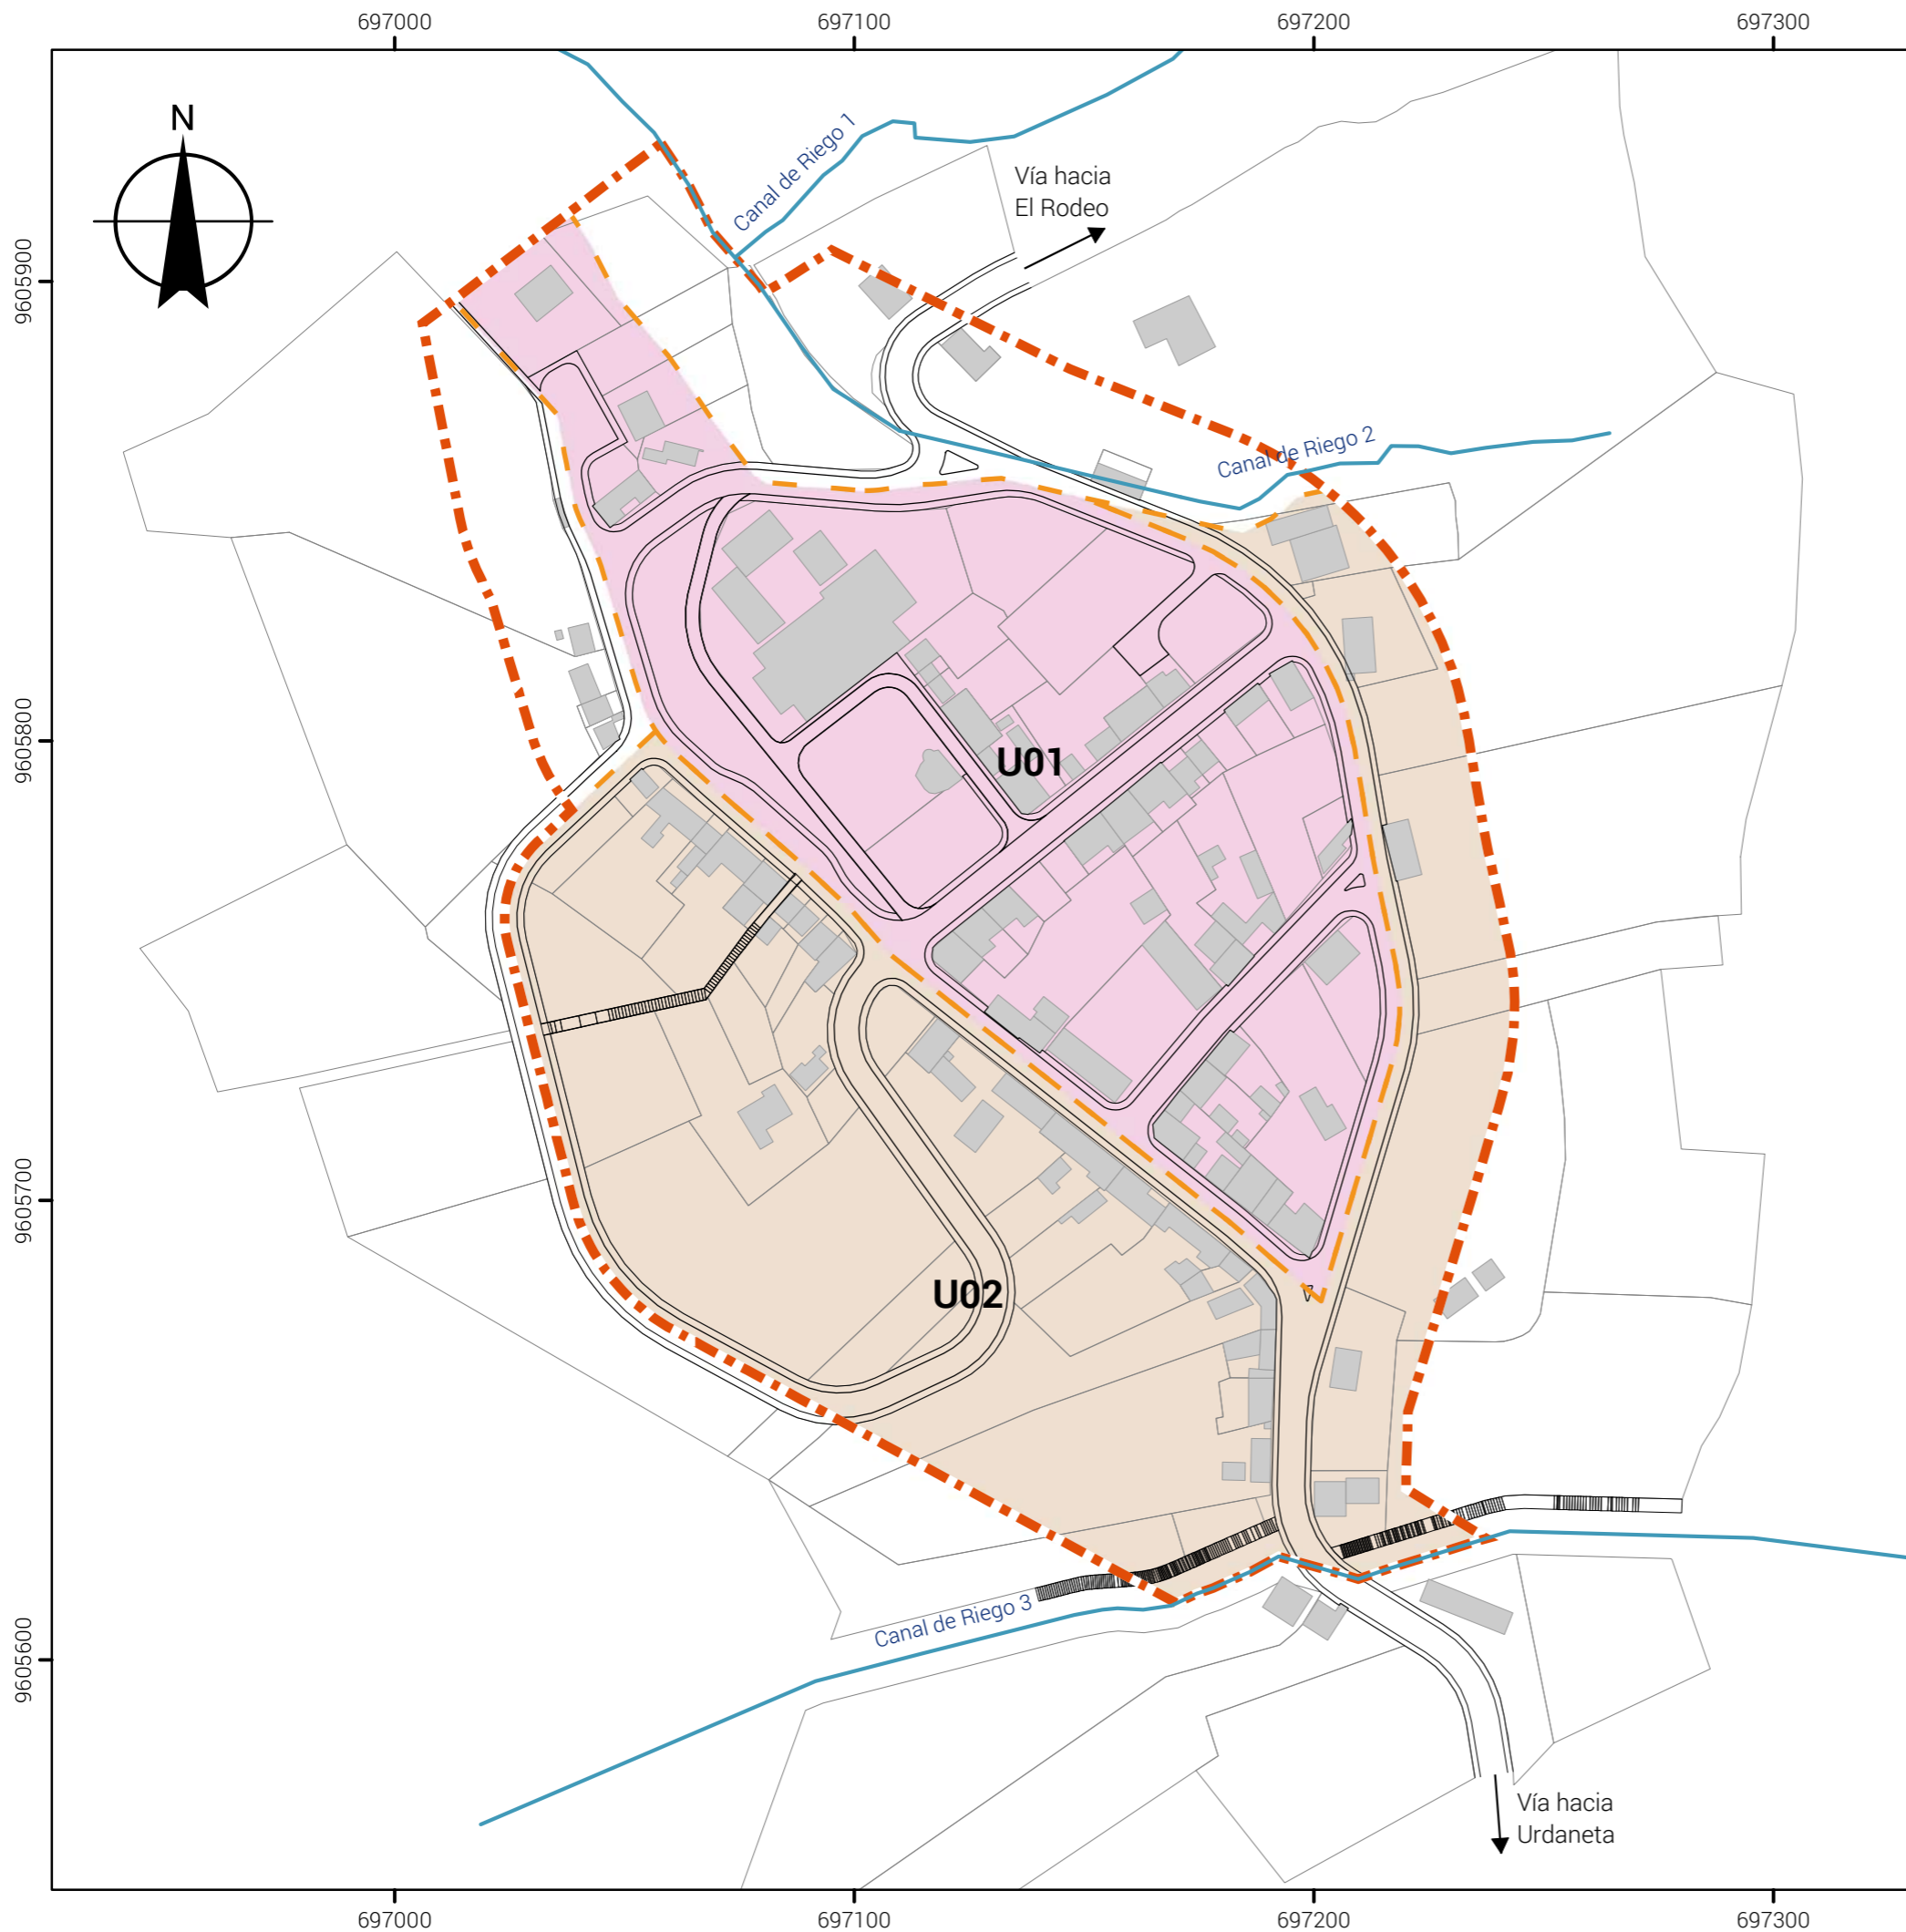 697000
697100
697200
697300
N
Canal de Riego 1
Vía hacia
El Rodeo
9605900
Canal de Riego 2
9605800
U01
9605700
U02
9605600
Canal de Riego 3
Vía hacia
Urdaneta
697000
697100
697200
697300